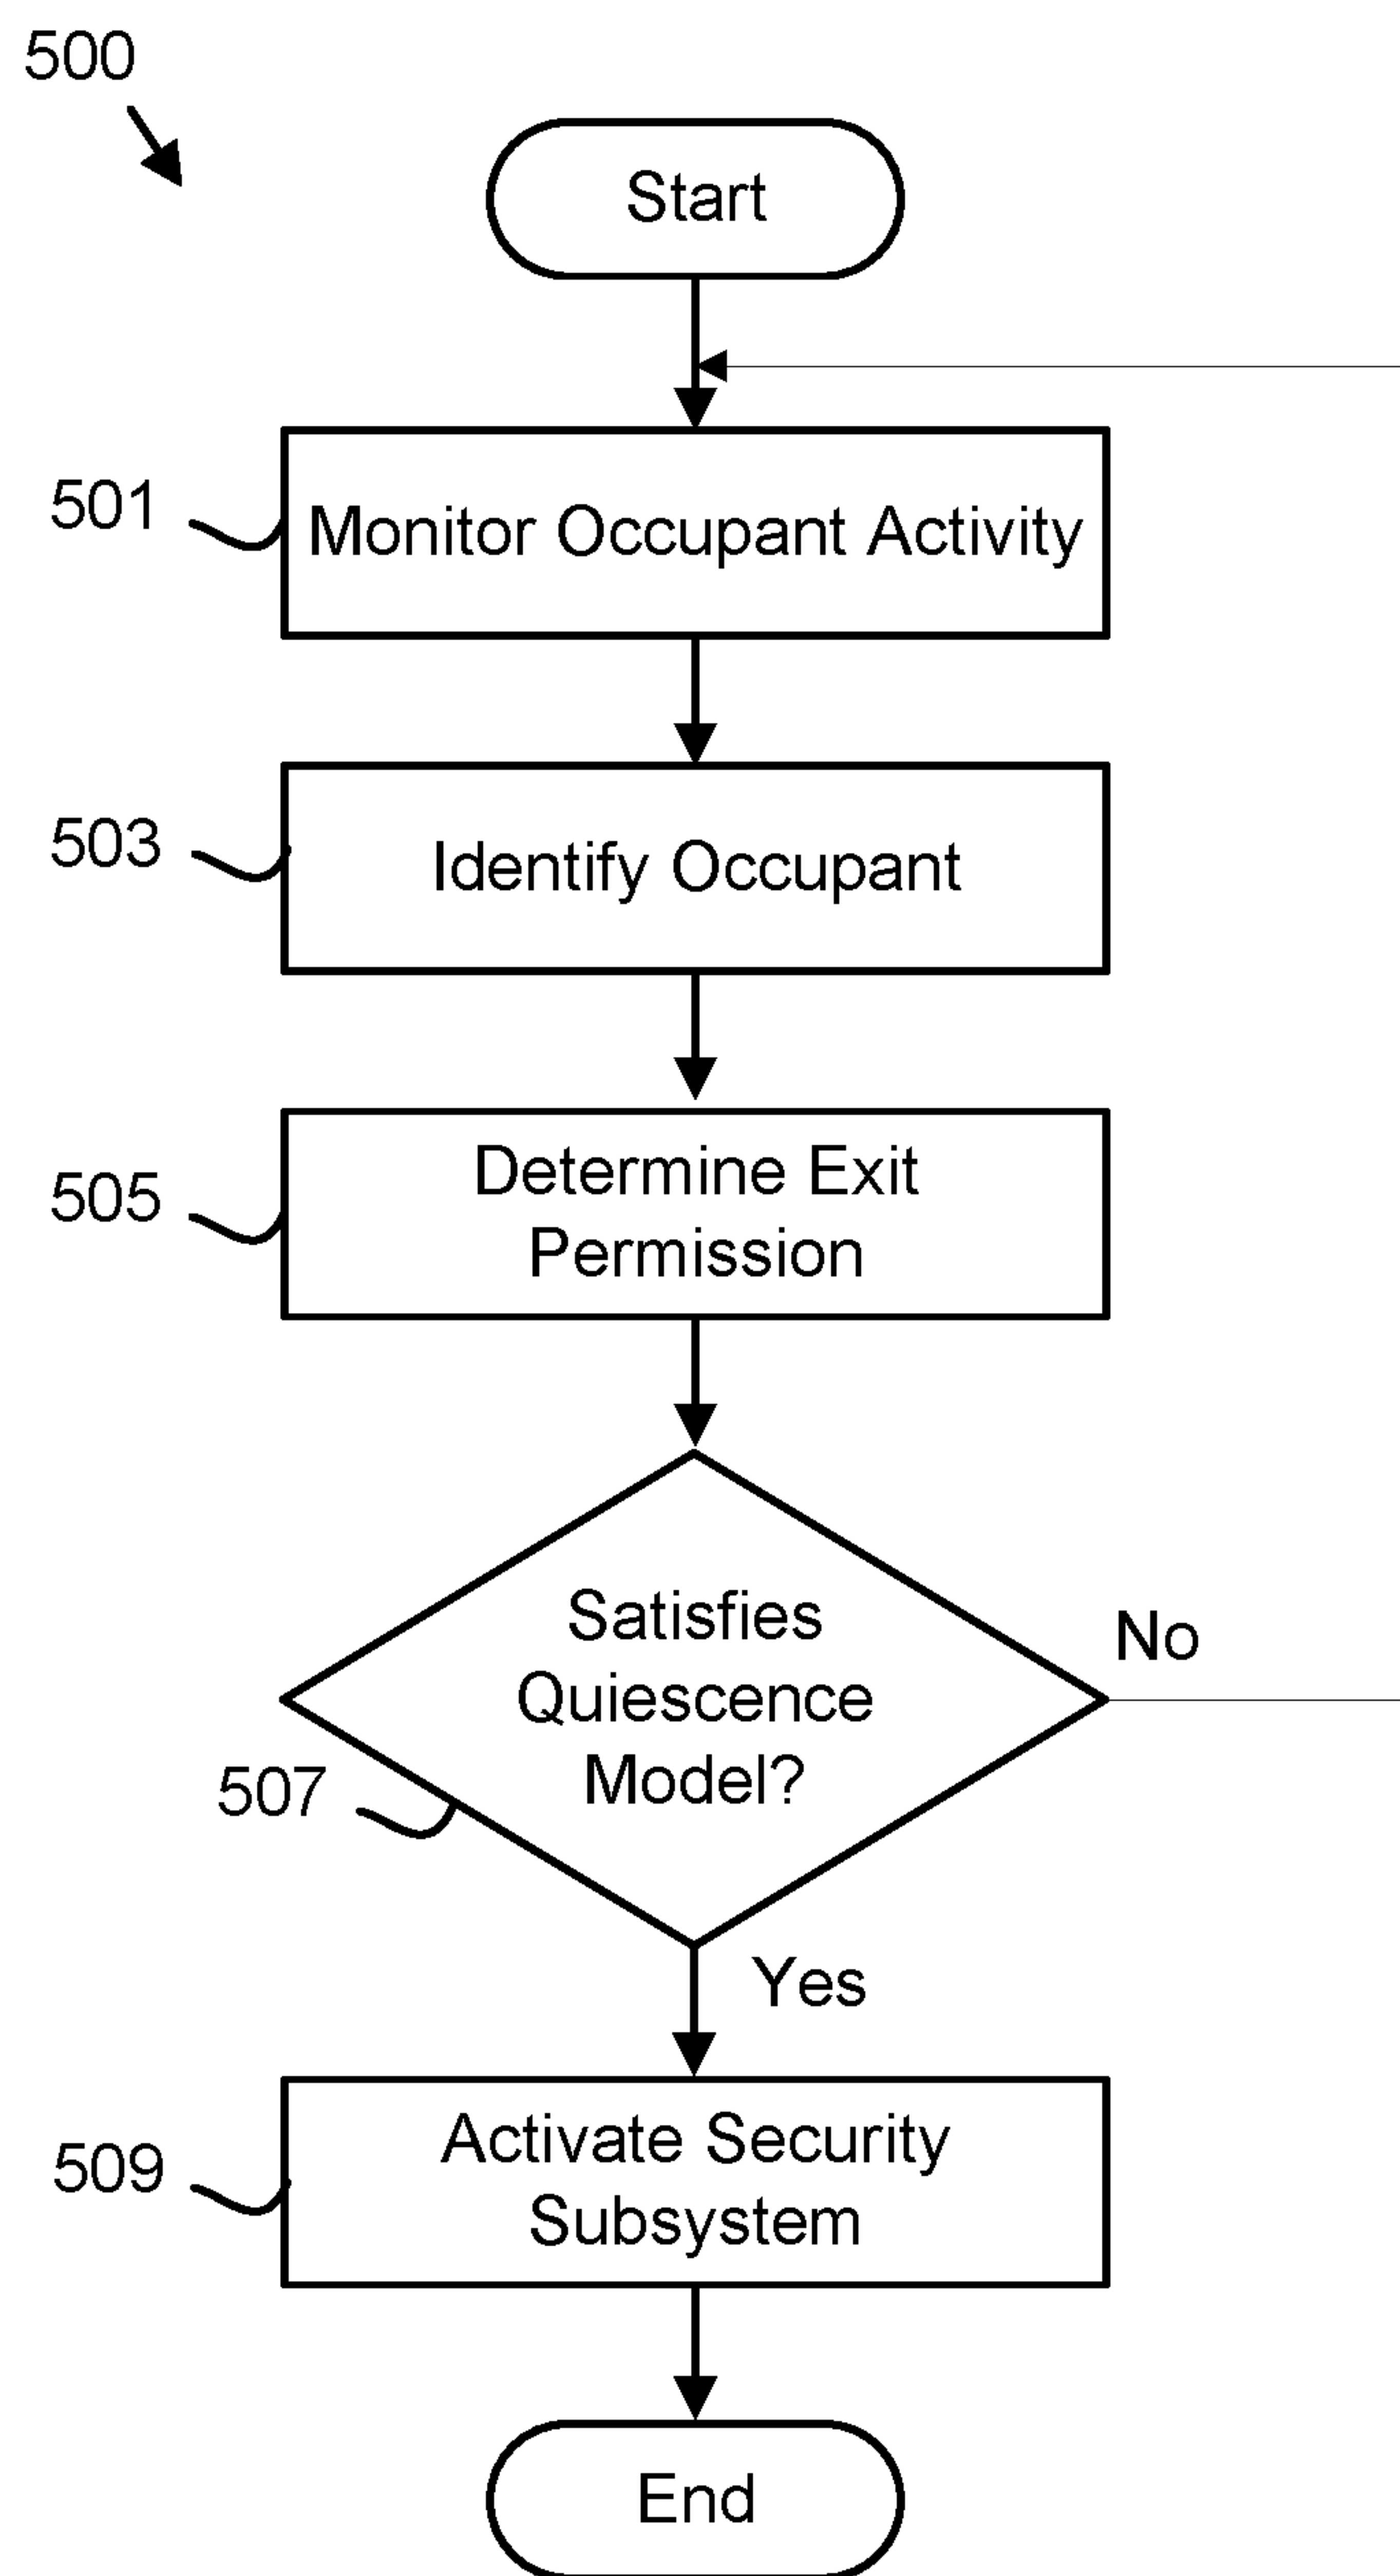 500
Start
501
Monitor Occupant Activity
503
Identify Occupant
505
Determine Exit
Permission
Satisfies
Quiescence
Model?
No
507
Yes
509
Activate Security
Subsystem
End